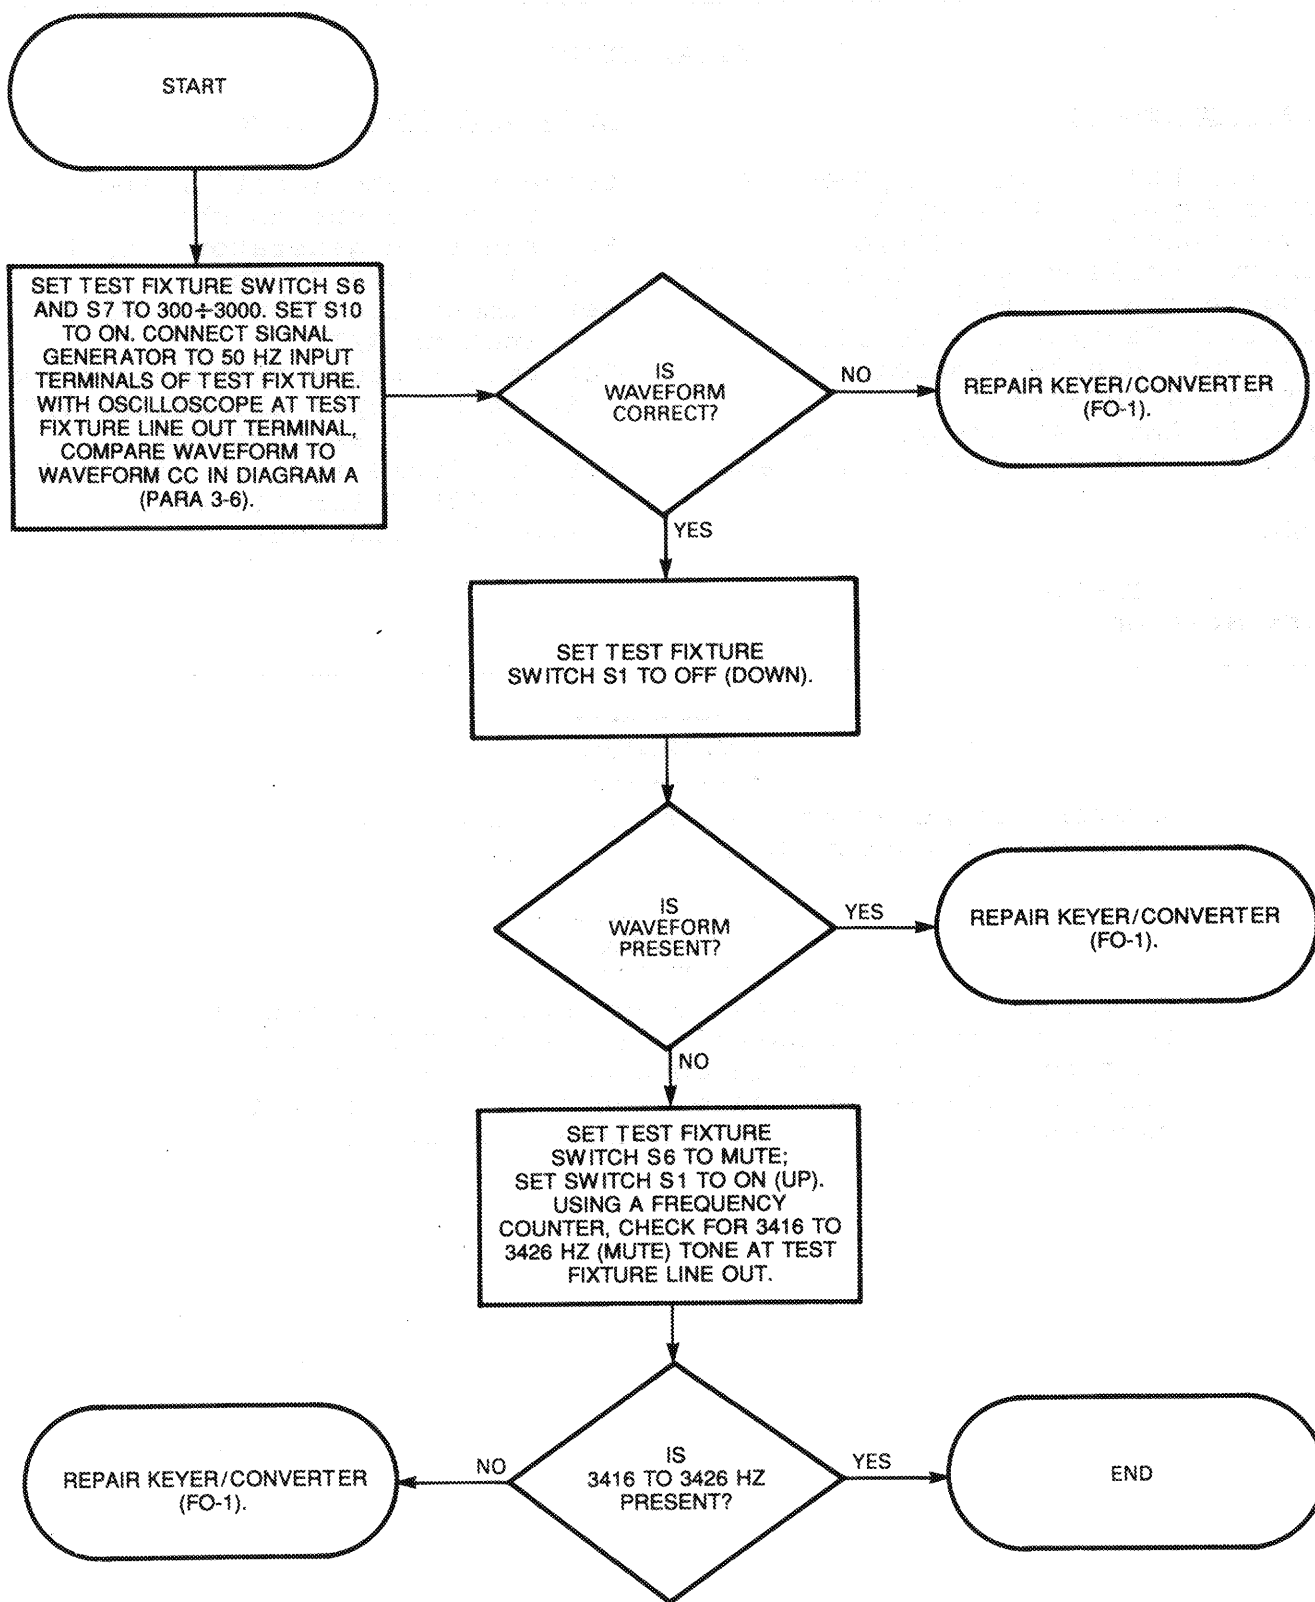 START
SET TEST FIXTURE SWITCH S6
AND S7 TO 300÷3000. SET S10
TO ON. CONNECT SIGNAL
GENERATOR TO 50 HZ INPUT
TERMINALS OF TEST FIXTURE.
WITH OSCILLOSCOPE AT TEST
FIXTURE LINE OUT TERMINAL,
COMPARE WAVEFORM TO
WAVEFORM CC IN DIAGRAM A
(PARA 3-6).
IS
WAVEFORM
CORRECT?
NO
REPAIR KEYER/CONVERTER
(FO-1).
YES
SET TEST FIXTURE
SWITCH S1 TO OFF (DOWN).
IS
WAVEFORM
PRESENT?
YES
REPAIR KEYER/CONVERTER
(FO-1).
NO
SET TEST FIXTURE
SWITCH S6 TO MUTE;
SET SWITCH S1 TO ON (UP).
USING A FREQUENCY
COUNTER, CHECK FOR 3416 TO
3426 HZ (MUTE) TONE AT TEST
FIXTURE LINE OUT.
IS
3416 TO 3426 HZ
PRESENT?
NO
REPAIR KEYER/CONVERTER
(FO-1).
YES
END